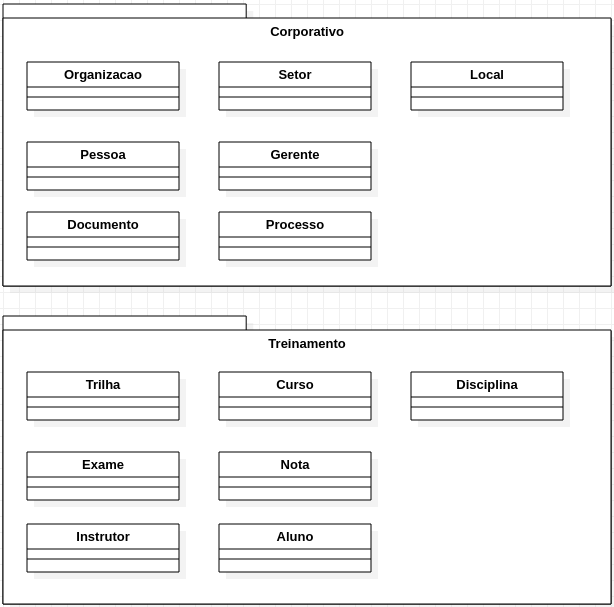 Corporativo
Organizacao Setor Local
Pessoa Gerente
Documento Processo
Treinamento
Trilha Curso Disciplina
Exame Nota
Instrutor Aluno